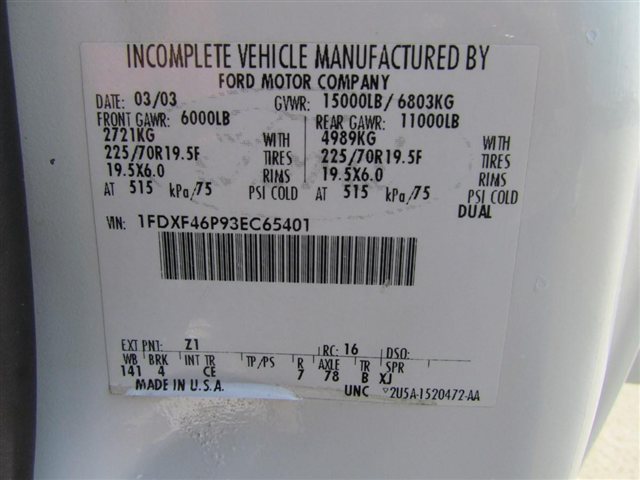 INCOMPLETE VEHICLE MANUFACTURED BY
FORD MOTOR COMPANY
DATE: 03/03 GVWR: 15000LB/ 6803KG
FRONT GAWR: 6000LB REAR GAWR: 11000LB
2721KG WITH 4989KG WITH
225/70R19.5F TIRES 225/70R19.5F TIRES
19.5X6.0 RIMS 19.5X6.0 RIMS
AT 515 kPa/75 PSI COLD AT 515 kPa/75 PSI COLD
DUAL
VIN: 1FDXF46P93EC65401
EXT PNT: Z1 RC: 16 DSO:
WB BRK INT TR TP/PS R AXLE TR SPR
141 4 CE 7 78 B XJ
MADE IN U.S.A. UNC 2U5A-1520472-AA